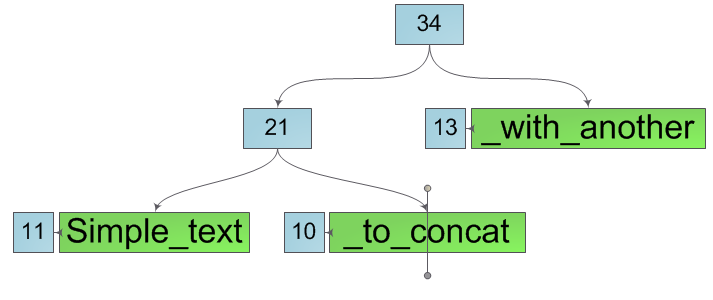 34
21
13 _with_another
11 Simple_text 10 _to_concat